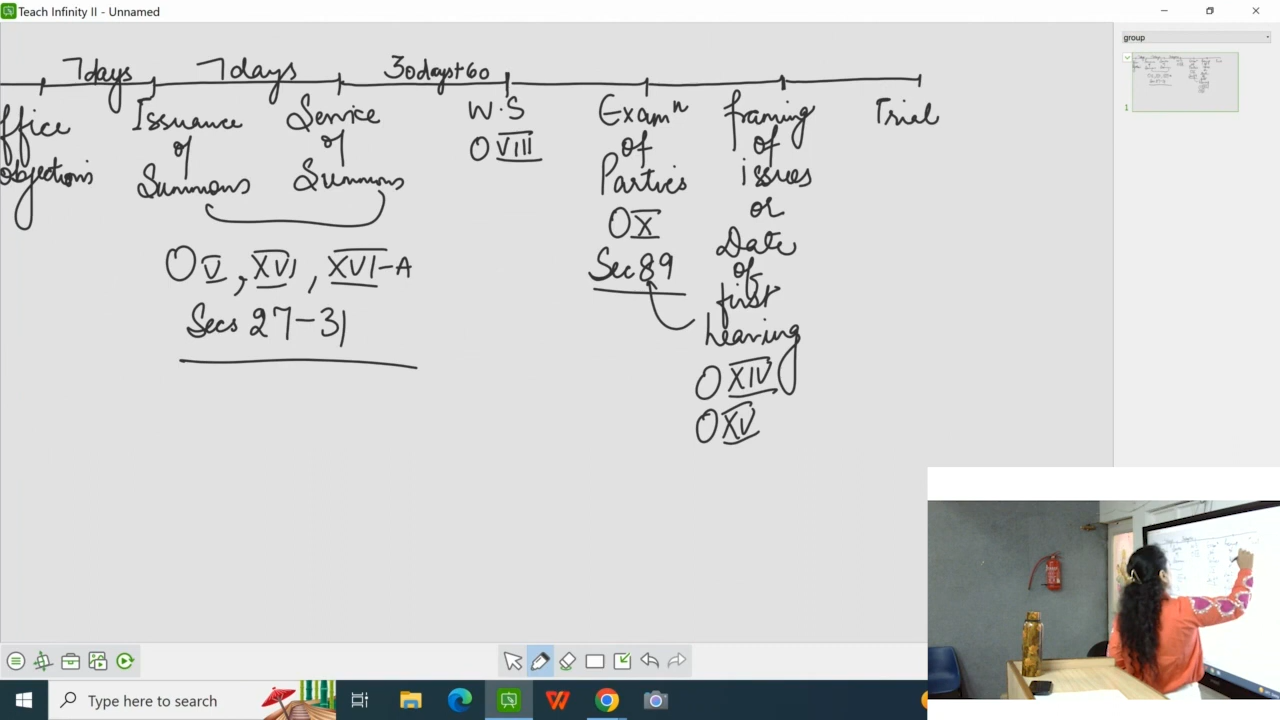 Teach Infinity II - Unnamed
group
7days
7days
30days+60
ffice
objections
Issuance
of
Summons
Service
of
Summons
W.S
O VIII
Examⁿ
of
Parties
O X
Sec 89
framing
of
issues
or
Date
of
first
hearing
O XIV
O XV
Trial
O V, XVI, XVI-A
Secs 27-31
1
Type here to search